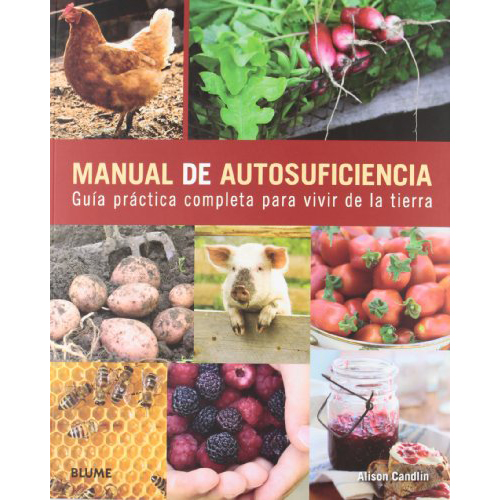 MANUAL DE AUTOSUFICIENCIA
Guía práctica completa para vivir de la tierra
BLUME
Alison Candlin